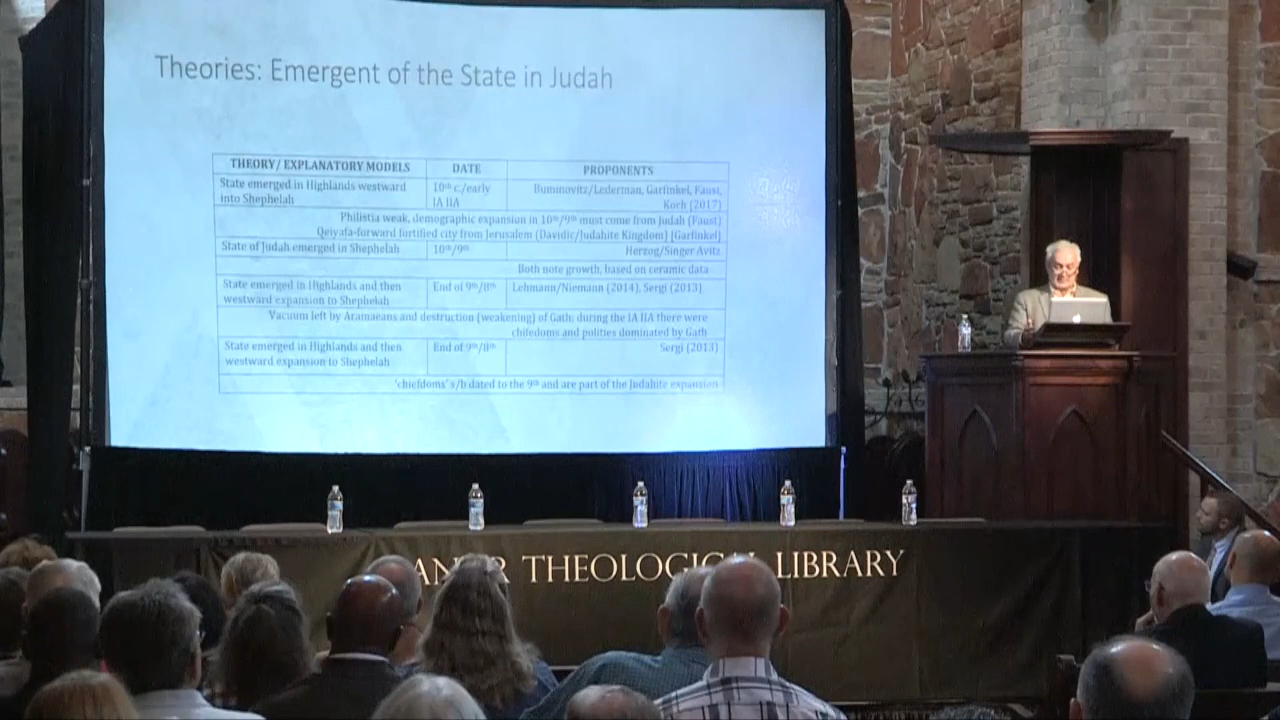 Theories: Emergent of the State in Judah
THEORY/ EXPLANATORY MODELS DATE PROPONENTS
State emerged in Highlands westward into Shephelah 10th c./early IA IIA Bunimovitz/Lederman, Garfinkel, Faust, Koch (2017)
Philistia weak, demographic expansion in 10th/9th must come from Judah (Faust)
Qeiyafa-forward fortified city from Jerusalem (Davidic/Judahite Kingdom) [Garfinkel]
State of Judah emerged in Shephelah 10th/9th Herzog/Singer Avitz
Both note growth, based on ceramic data
State emerged in Highlands and then westward expansion to Shephelah End of 9th/8th Lehmann/Niemann (2014), Sergi (2013)
Vacuum left by Aramaeans and destruction (weakening) of Gath; during the IA IIA there were
chifedoms and polities dominated by Gath
State emerged in Highlands and then westward expansion to Shephelah End of 9th/8th Sergi (2013)
'chiefdoms' s/b dated to the 9th and are part of the Judahite expansion
THEOLOGICAL LIBRARY